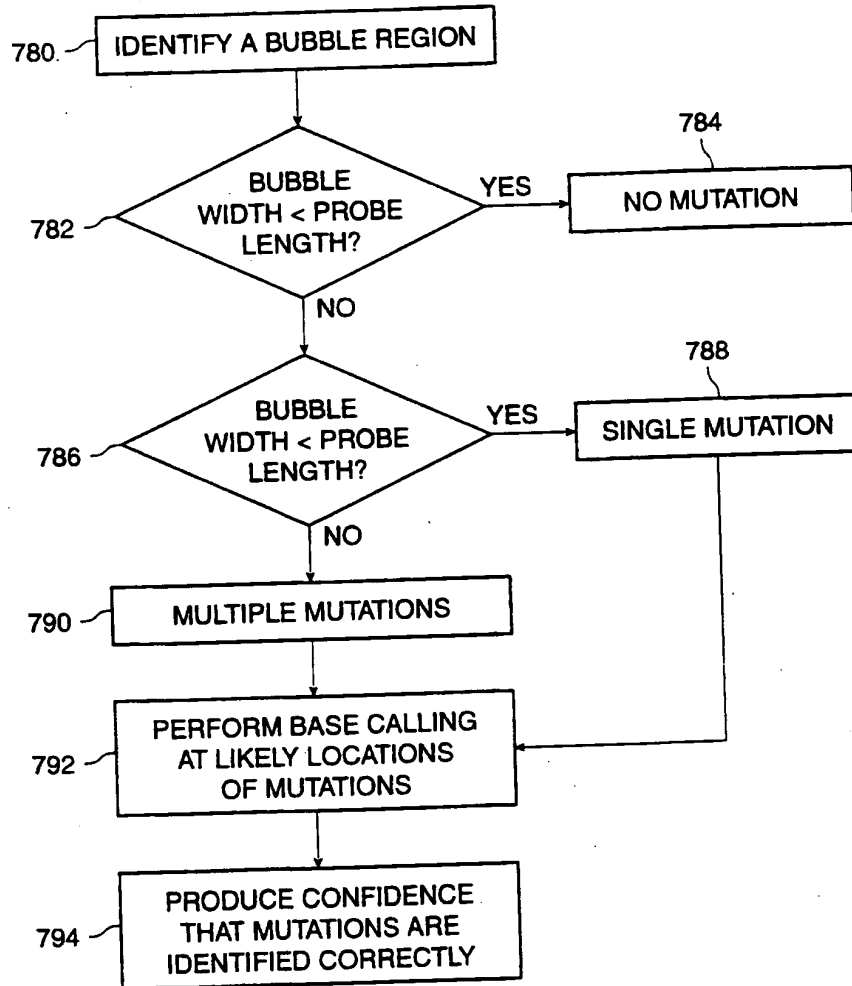 780.
IDENTIFY A BUBBLE REGION
782
BUBBLE
WIDTH < PROBE
LENGTH?
YES
784
NO MUTATION
NO
786
BUBBLE
WIDTH < PROBE
LENGTH?
YES
788
SINGLE MUTATION
NO
790
MULTIPLE MUTATIONS
792
PERFORM BASE CALLING
AT LIKELY LOCATIONS
OF MUTATIONS
794
PRODUCE CONFIDENCE
THAT MUTATIONS ARE
IDENTIFIED CORRECTLY